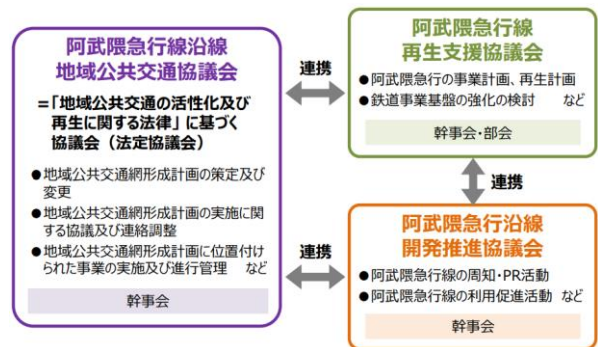 阿武隈急行線沿線
地域公共交通協議会
=「地域公共交通の活性化及び
再生に関する法律」に基づく
協議会(法定協議会)
●地域公共交通網形成計画の策定及び
変更
●地域公共交通網形成計画の実施に関
する協議及び連絡調整
●地域公共交通網形成計画に位置付け
られた事業の実施及び進行管理 など
幹事会
連携
連携
阿武隈急行線
再生支援協議会
●阿武隈急行の事業計画、再生計画
●鉄道事業基盤の強化の検討 など
幹事会・部会
連携
阿武隈急行沿線
開発推進協議会
●阿武隈急行線の周知・PR活動
●阿武隈急行線の利用促進活動 など
幹事会